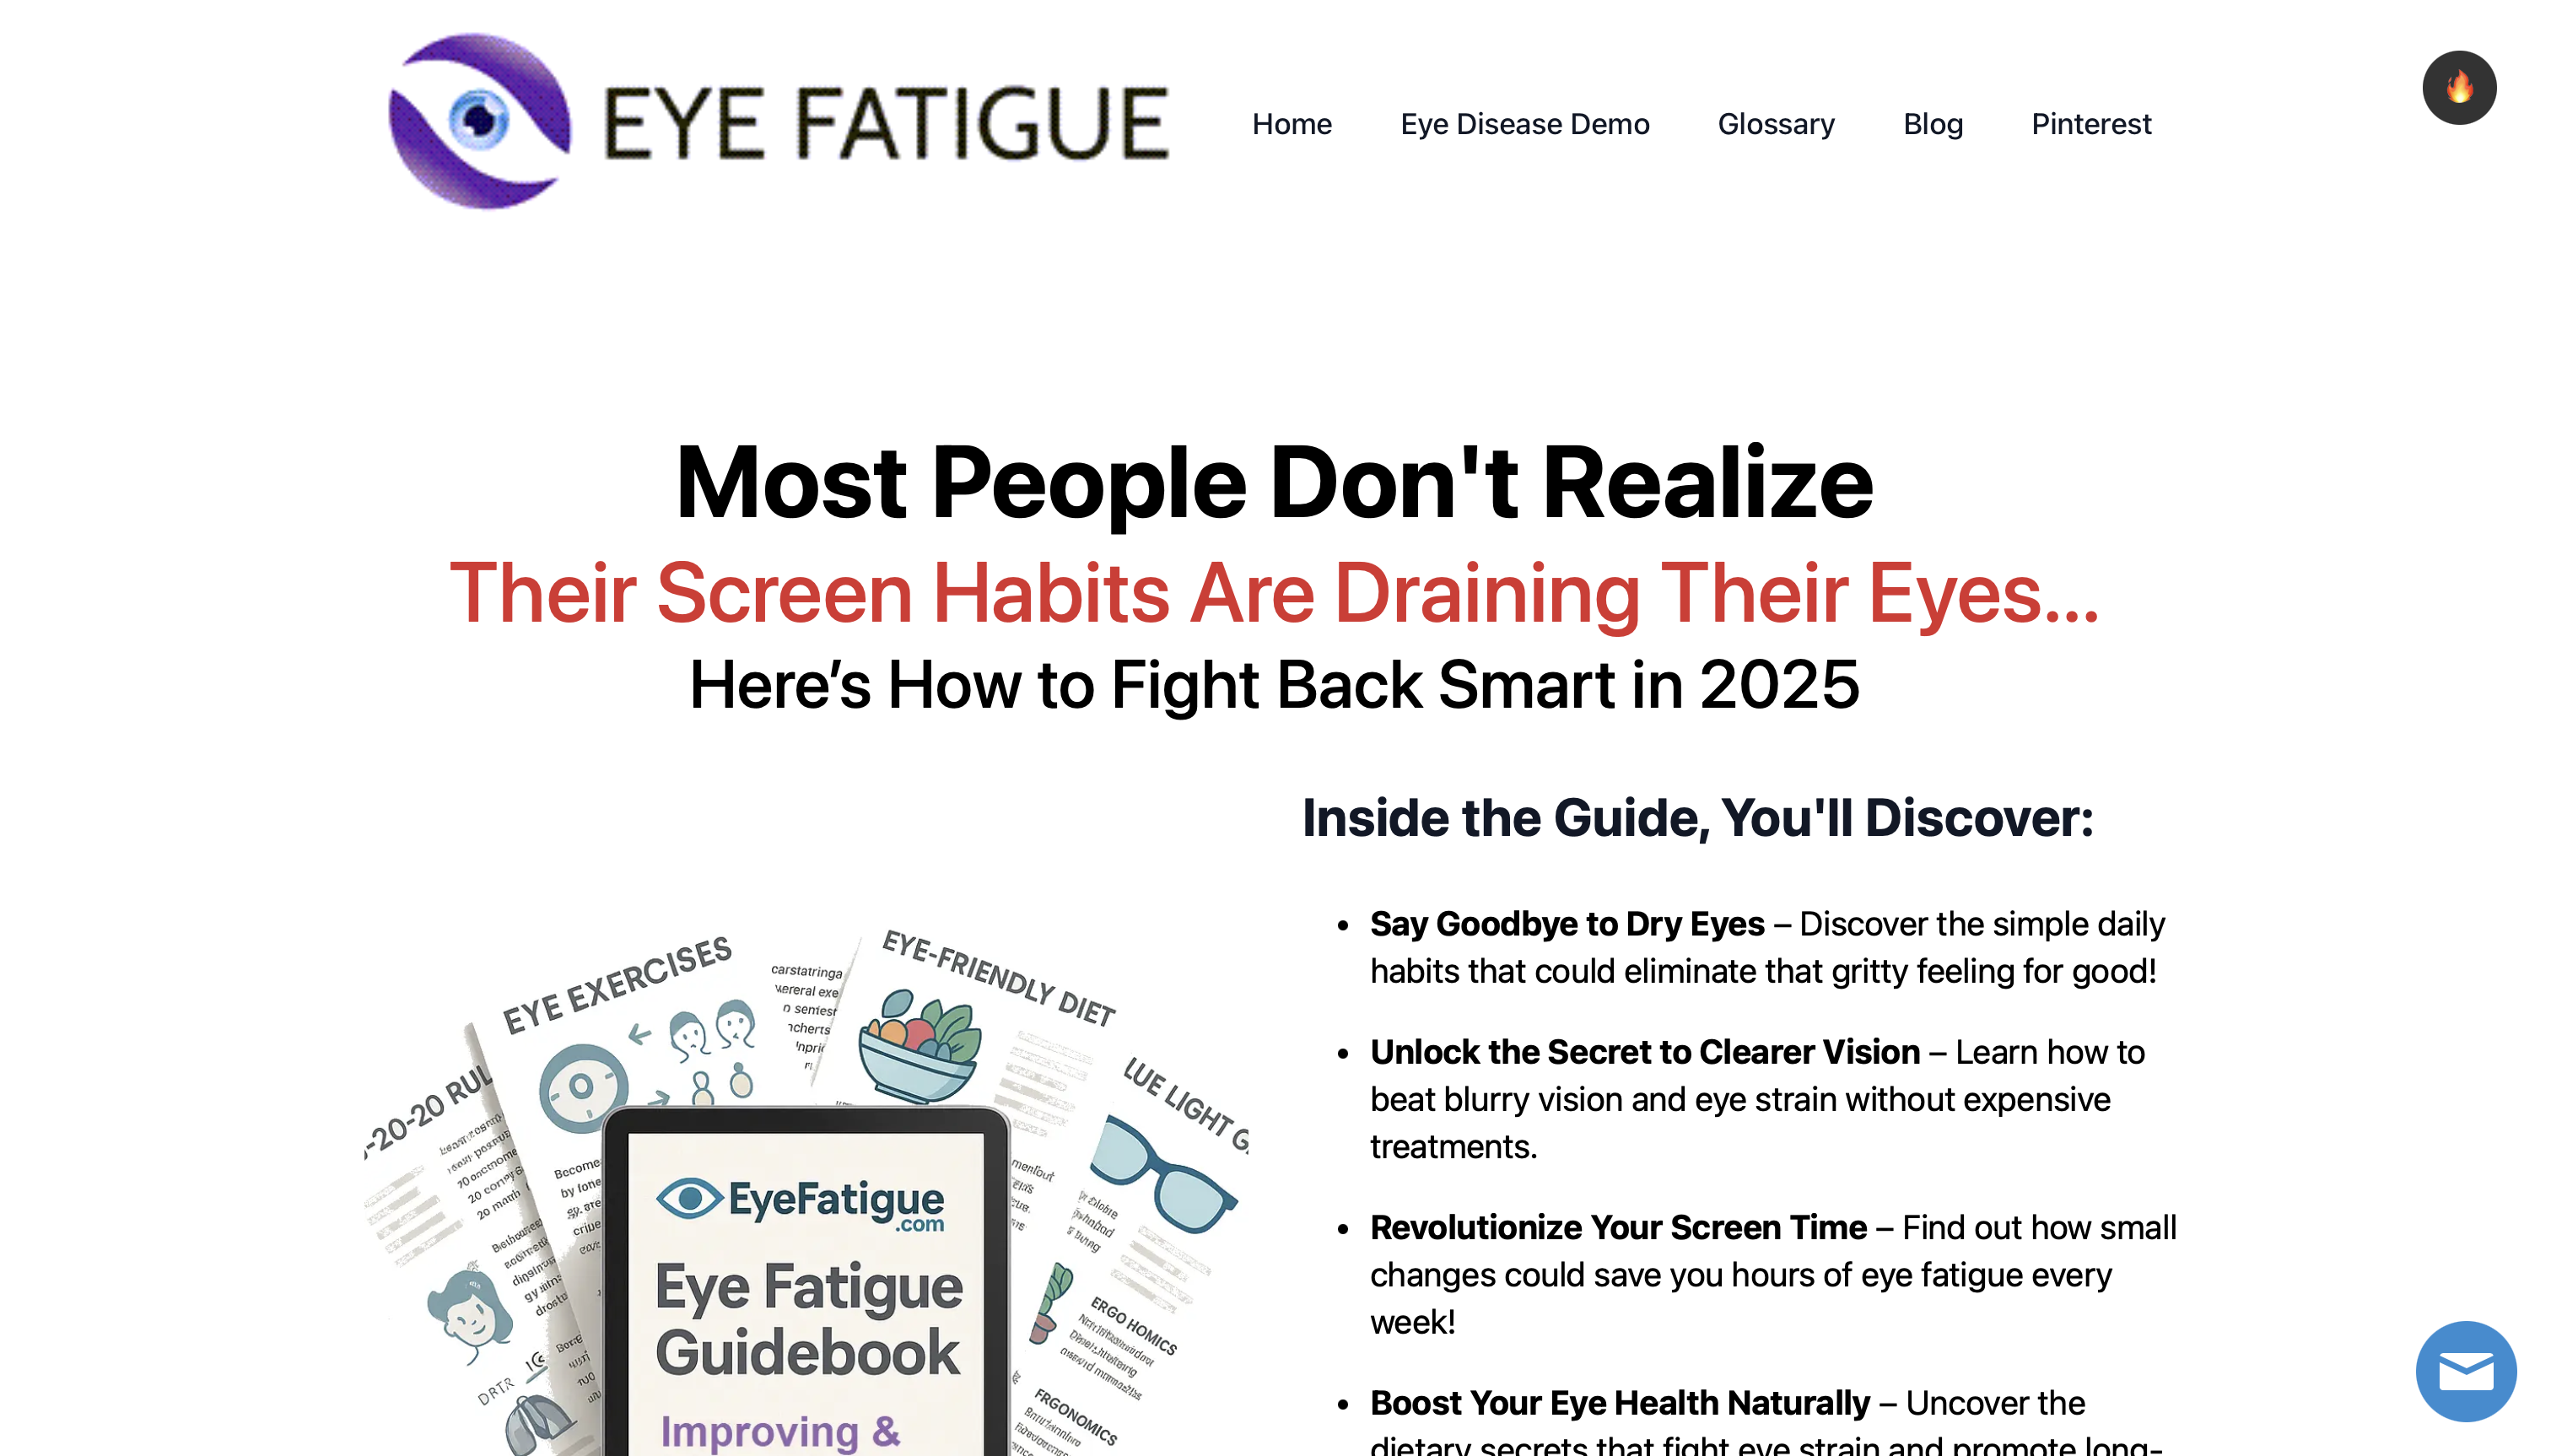 EYE FATIGUE
Home
Eye Disease Demo
Glossary
Blog
Pinterest
Most People Don't Realize
Their Screen Habits Are Draining Their Eyes...
Here’s How to Fight Back Smart in 2025
Inside the Guide, You'll Discover:
Say Goodbye to Dry Eyes – Discover the simple daily
habits that could eliminate that gritty feeling for good!
Unlock the Secret to Clearer Vision – Learn how to
beat blurry vision and eye strain without expensive
treatments.
Revolutionize Your Screen Time – Find out how small
changes could save you hours of eye fatigue every
week!
Boost Your Eye Health Naturally – Uncover the
dietary secrets that fight eye strain and promote long-
-20-20 RUL
EYE EXERCISES
carstatringa
EYE-FRIENDLY DIET
LUE LIGHT G
Become
by fone
EyeFatigue
.com
Eye Fatigue
Guidebook
Improving &
ERGO HOMICS
FRGONOMICS